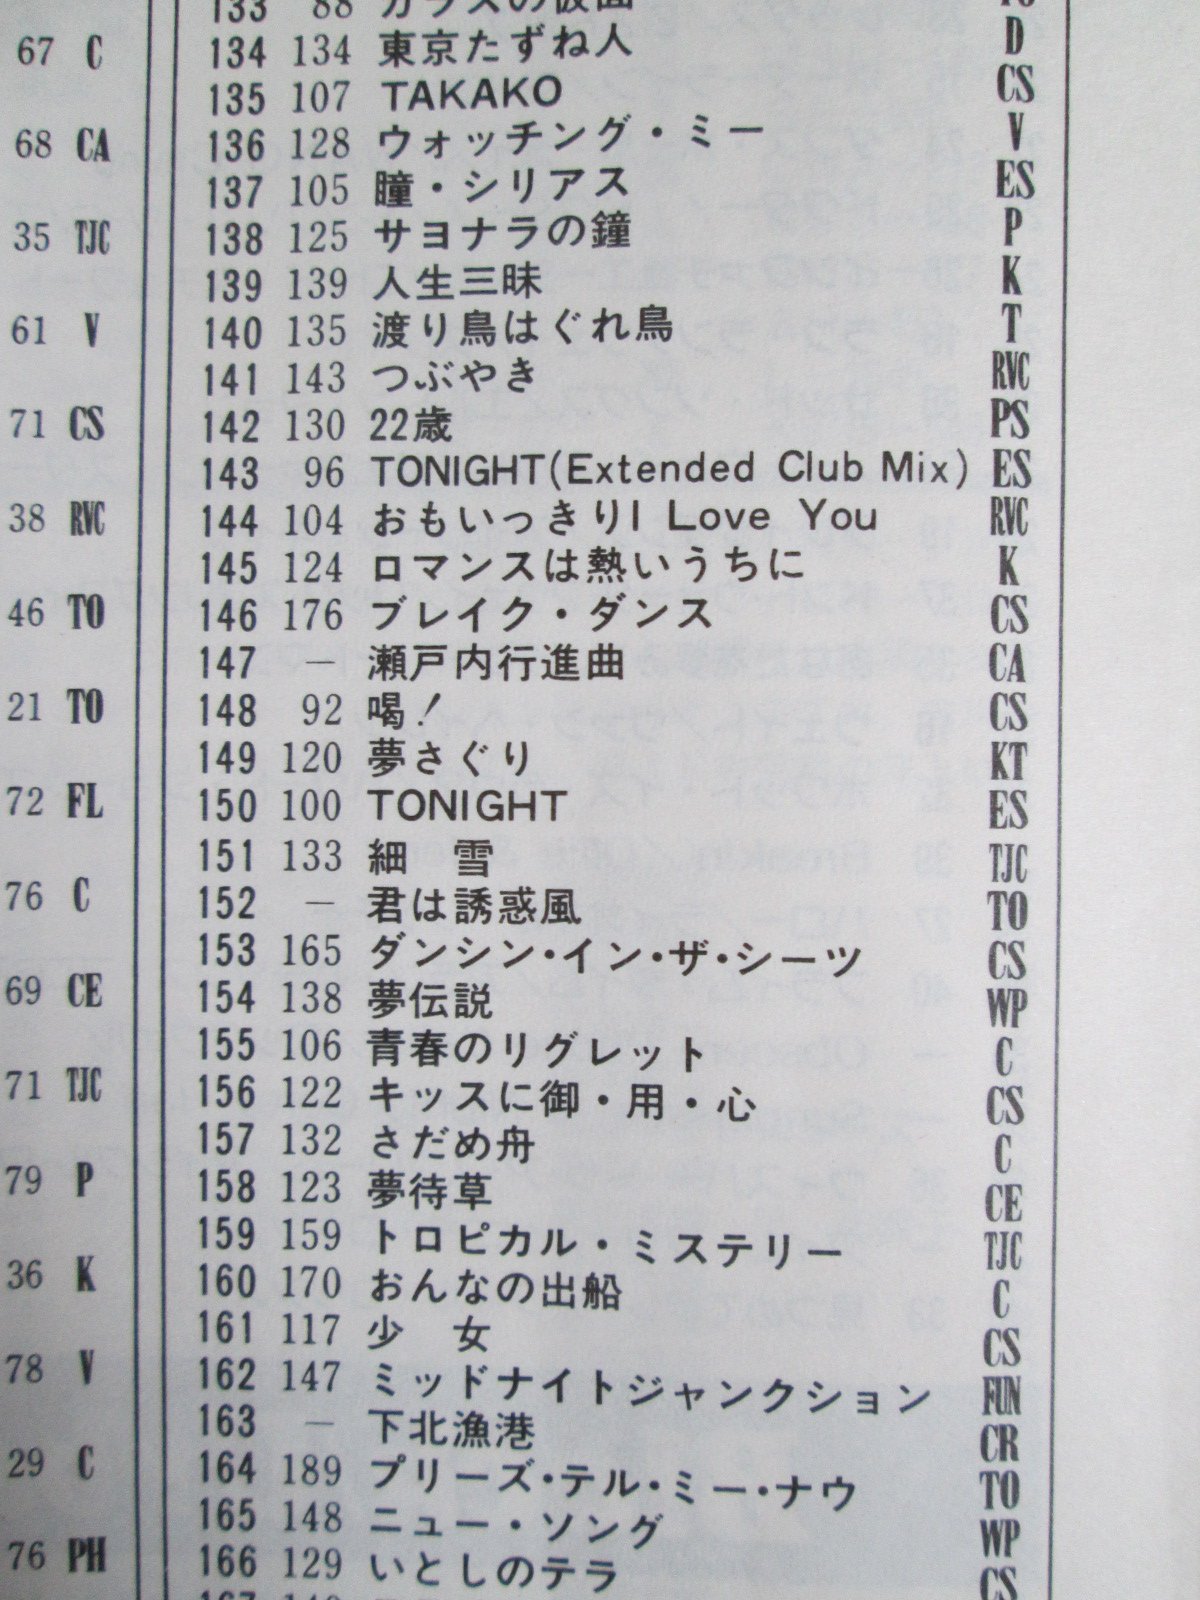 67 C
68 CA
35 TJC
61 V
71 CS
38 RVC
46 TO
21 TO
72 FL
76 C
69 CE
71 TJC
79 P
36 K
78 V
29 C
76 PH
133 88 ガラスの仮面
134 134 東京たずね人 D
135 107 TAKAKO CS
136 128 ウォッチング・ミー V
137 105 瞳・シリアス ES
138 125 サヨナラの鐘 P
139 139 人生三昧 K
140 135 渡り鳥はぐれ鳥 T
141 143 つぶやき RVC
142 130 22歳 PS
143 96 TONIGHT(Extended Club Mix) ES
144 104 おもいっきりI Love You RVC
145 124 ロマンスは熱いうちに K
146 176 ブレイク・ダンス CS
147 － 瀬戸内行進曲 CA
148 92 喝！ CS
149 120 夢さぐり KT
150 100 TONIGHT ES
151 133 細　雪 TJC
152 － 君は誘惑風 TO
153 165 ダンシン・イン・ザ・シーツ CS
154 138 夢伝説 WP
155 106 青春のリグレット C
156 122 キッスに御・用・心 CS
157 132 さだめ舟 C
158 123 夢待草 CE
159 159 トロピカル・ミステリー TJC
160 170 おんなの出船 C
161 117 少　女 CS
162 147 ミッドナイトジャンクション FUN
163 － 下北漁港 CR
164 189 プリーズ・テル・ミー・ナウ TO
165 148 ニュー・ソング WP
166 129 いとしのテラ CS